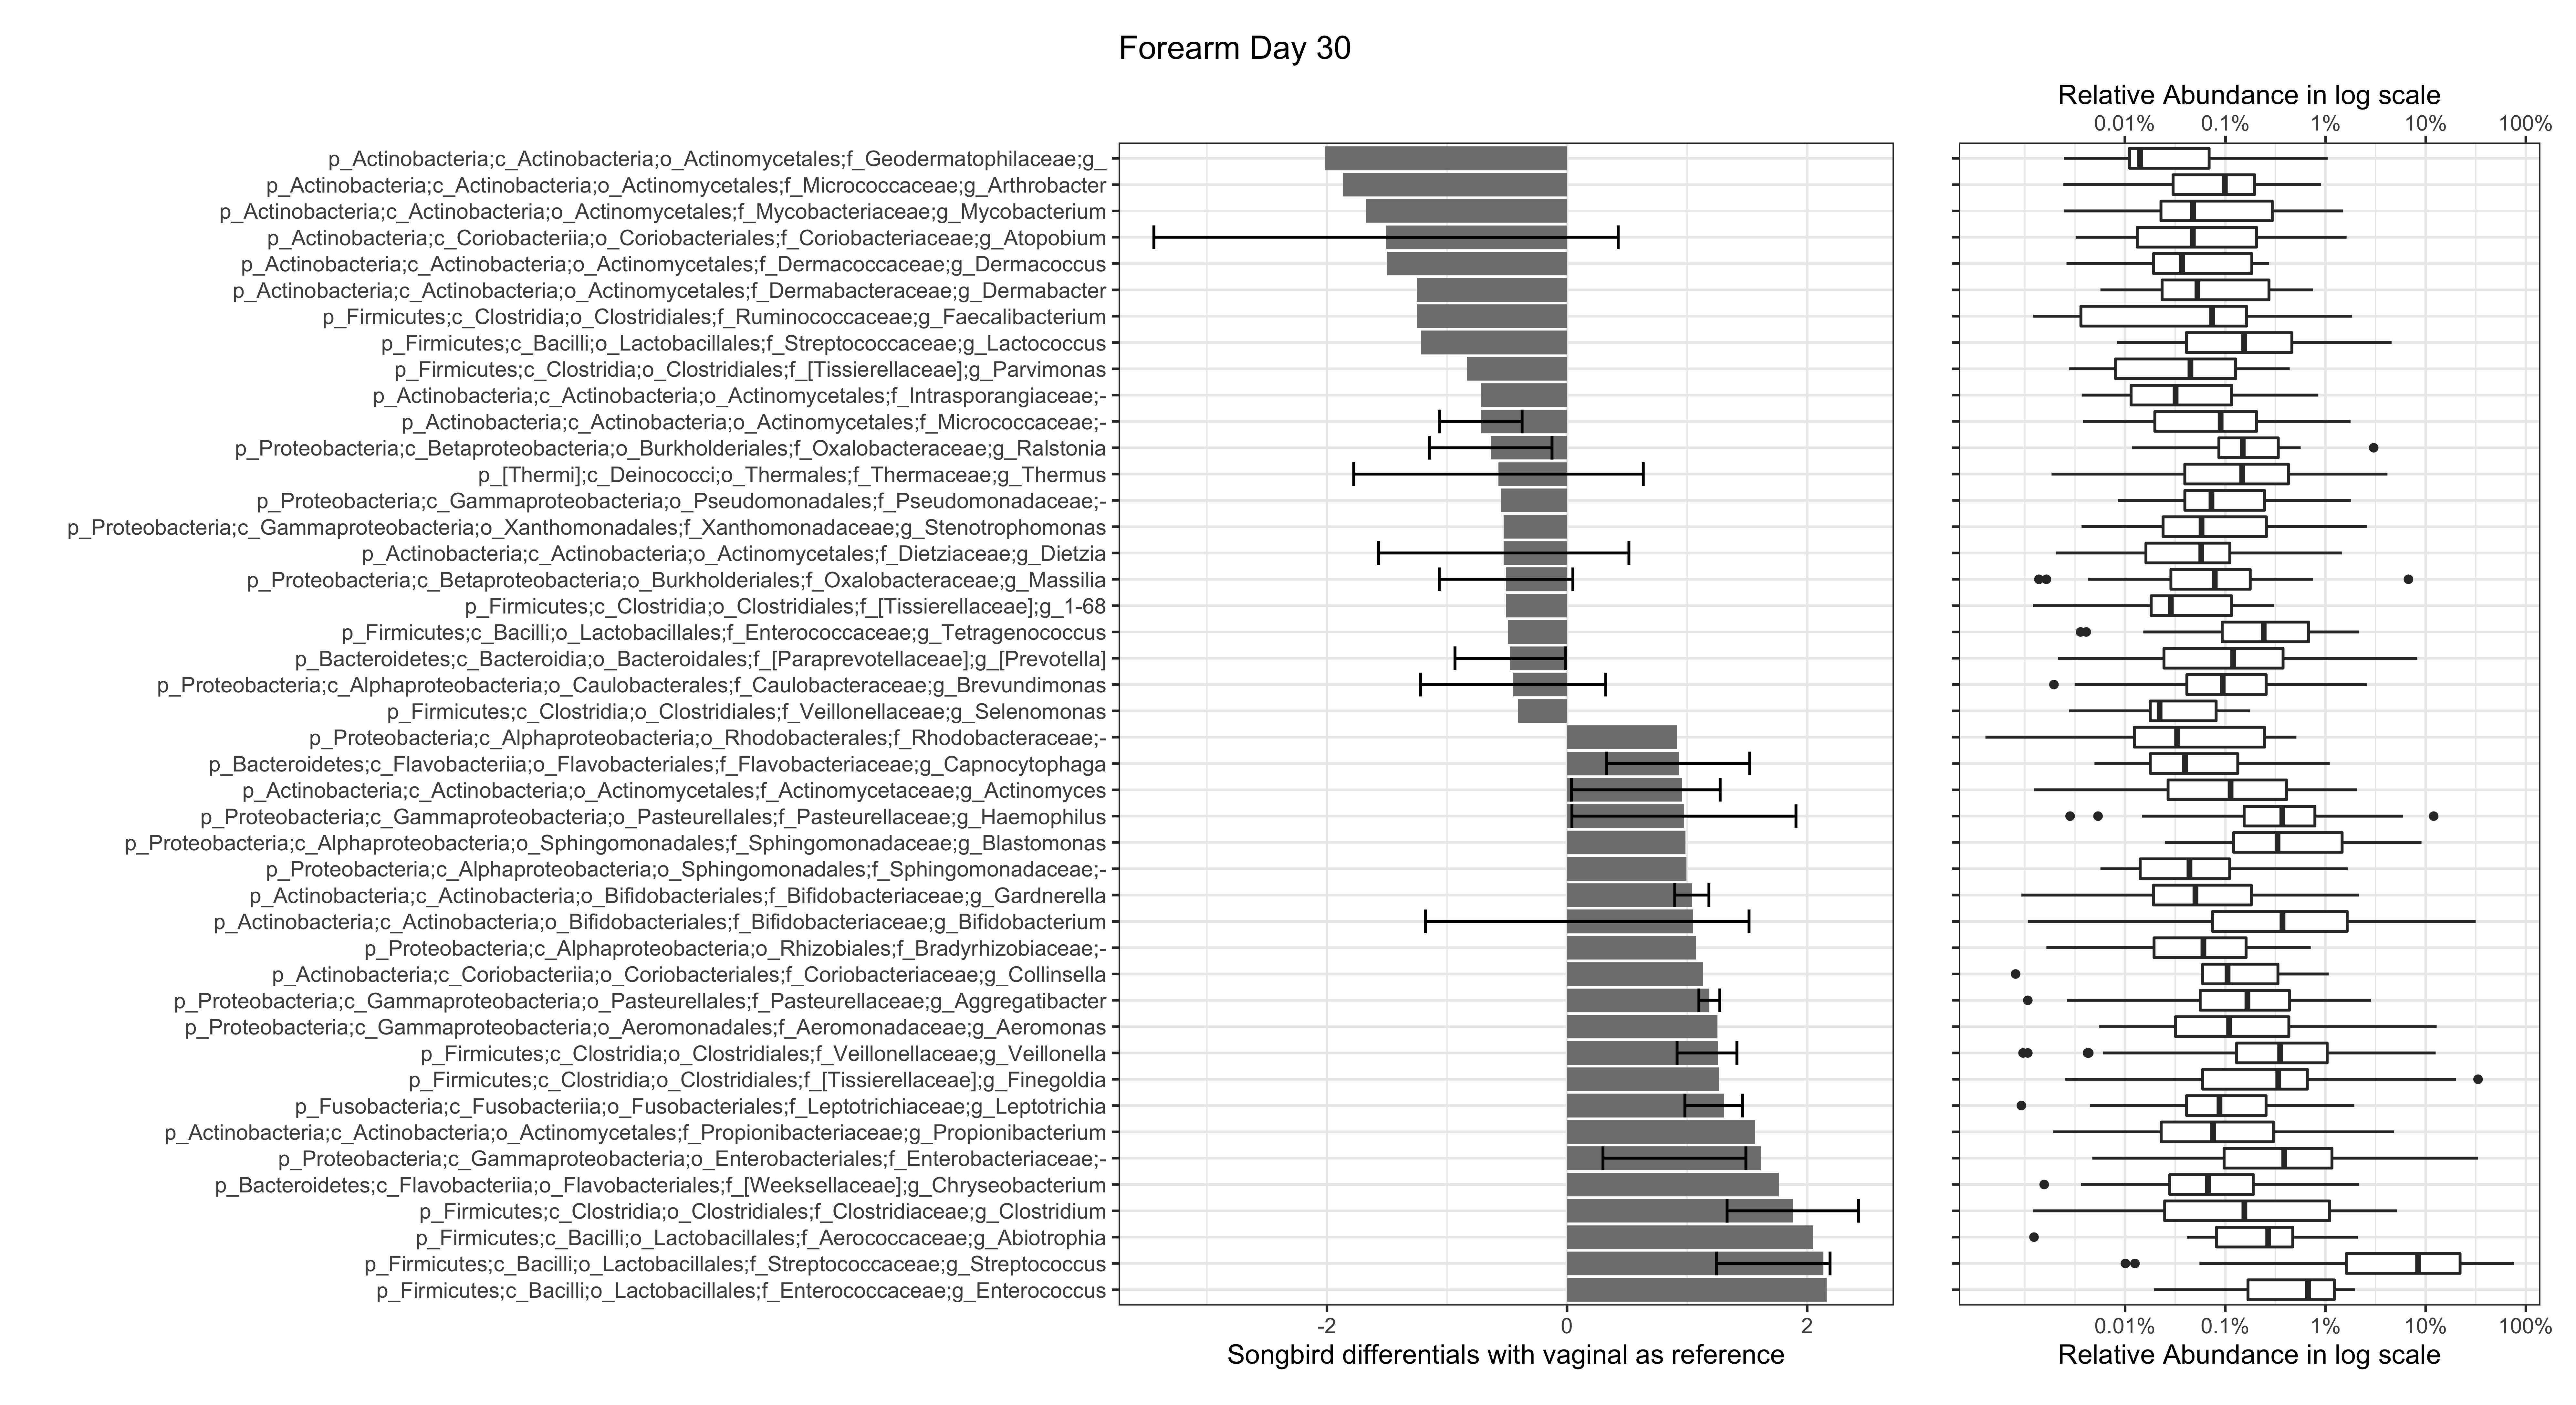 Forearm Day 30
Relative Abundance in log scale
0.01% 0.1% 1% 10% 100%
p_Actinobacteria;c_Actinobacteria;o_Actinomycetales;f_Geodermatophilaceae;g_
p_Actinobacteria;c_Actinobacteria;o_Actinomycetales;f_Micrococcaceae;g_Arthrobacter
p_Actinobacteria;c_Actinobacteria;o_Actinomycetales;f_Mycobacteriaceae;g_Mycobacterium
p_Actinobacteria;c_Coriobacteriia;o_Coriobacteriales;f_Coriobacteriaceae;g_Atopobium
p_Actinobacteria;c_Actinobacteria;o_Actinomycetales;f_Dermacoccaceae;g_Dermacoccus
p_Actinobacteria;c_Actinobacteria;o_Actinomycetales;f_Dermabacteraceae;g_Dermabacter
p_Firmicutes;c_Clostridia;o_Clostridiales;f_Ruminococcaceae;g_Faecalibacterium
p_Firmicutes;c_Bacilli;o_Lactobacillales;f_Streptococcaceae;g_Lactococcus
p_Firmicutes;c_Clostridia;o_Clostridiales;f_[Tissierellaceae];g_Parvimonas
p_Actinobacteria;c_Actinobacteria;o_Actinomycetales;f_Intrasporangiaceae;-
p_Actinobacteria;c_Actinobacteria;o_Actinomycetales;f_Micrococcaceae;-
p_Proteobacteria;c_Betaproteobacteria;o_Burkholderiales;f_Oxalobacteraceae;g_Ralstonia
p_[Thermi];c_Deinococci;o_Thermales;f_Thermaceae;g_Thermus
p_Proteobacteria;c_Gammaproteobacteria;o_Pseudomonadales;f_Pseudomonadaceae;-
p_Proteobacteria;c_Gammaproteobacteria;o_Xanthomonadales;f_Xanthomonadaceae;g_Stenotrophomonas
p_Actinobacteria;c_Actinobacteria;o_Actinomycetales;f_Dietziaceae;g_Dietzia
p_Proteobacteria;c_Betaproteobacteria;o_Burkholderiales;f_Oxalobacteraceae;g_Massilia
p_Firmicutes;c_Clostridia;o_Clostridiales;f_[Tissierellaceae];g_1-68
p_Firmicutes;c_Bacilli;o_Lactobacillales;f_Enterococcaceae;g_Tetragenococcus
p_Bacteroidetes;c_Bacteroidia;o_Bacteroidales;f_[Paraprevotellaceae];g_[Prevotella]
p_Proteobacteria;c_Alphaproteobacteria;o_Caulobacterales;f_Caulobacteraceae;g_Brevundimonas
p_Firmicutes;c_Clostridia;o_Clostridiales;f_Veillonellaceae;g_Selenomonas
p_Proteobacteria;c_Alphaproteobacteria;o_Rhodobacterales;f_Rhodobacteraceae;-
p_Bacteroidetes;c_Flavobacteriia;o_Flavobacteriales;f_Flavobacteriaceae;g_Capnocytophaga
p_Actinobacteria;c_Actinobacteria;o_Actinomycetales;f_Actinomycetaceae;g_Actinomyces
p_Proteobacteria;c_Gammaproteobacteria;o_Pasteurellales;f_Pasteurellaceae;g_Haemophilus
p_Proteobacteria;c_Alphaproteobacteria;o_Sphingomonadales;f_Sphingomonadaceae;g_Blastomonas
p_Proteobacteria;c_Alphaproteobacteria;o_Sphingomonadales;f_Sphingomonadaceae;-
p_Actinobacteria;c_Actinobacteria;o_Bifidobacteriales;f_Bifidobacteriaceae;g_Gardnerella
p_Actinobacteria;c_Actinobacteria;o_Bifidobacteriales;f_Bifidobacteriaceae;g_Bifidobacterium
p_Proteobacteria;c_Alphaproteobacteria;o_Rhizobiales;f_Bradyrhizobiaceae;-
p_Actinobacteria;c_Coriobacteriia;o_Coriobacteriales;f_Coriobacteriaceae;g_Collinsella
p_Proteobacteria;c_Gammaproteobacteria;o_Pasteurellales;f_Pasteurellaceae;g_Aggregatibacter
p_Proteobacteria;c_Gammaproteobacteria;o_Aeromonadales;f_Aeromonadaceae;g_Aeromonas
p_Firmicutes;c_Clostridia;o_Clostridiales;f_Veillonellaceae;g_Veillonella
p_Firmicutes;c_Clostridia;o_Clostridiales;f_[Tissierellaceae];g_Finegoldia
p_Fusobacteria;c_Fusobacteriia;o_Fusobacteriales;f_Leptotrichiaceae;g_Leptotrichia
p_Actinobacteria;c_Actinobacteria;o_Actinomycetales;f_Propionibacteriaceae;g_Propionibacterium
p_Proteobacteria;c_Gammaproteobacteria;o_Enterobacteriales;f_Enterobacteriaceae;-
p_Bacteroidetes;c_Flavobacteriia;o_Flavobacteriales;f_[Weeksellaceae];g_Chryseobacterium
p_Firmicutes;c_Clostridia;o_Clostridiales;f_Clostridiaceae;g_Clostridium
p_Firmicutes;c_Bacilli;o_Lactobacillales;f_Aerococcaceae;g_Abiotrophia
p_Firmicutes;c_Bacilli;o_Lactobacillales;f_Streptococcaceae;g_Streptococcus
p_Firmicutes;c_Bacilli;o_Lactobacillales;f_Enterococcaceae;g_Enterococcus
-2 0 2
0.01% 0.1% 1% 10% 100%
Songbird differentials with vaginal as reference
Relative Abundance in log scale